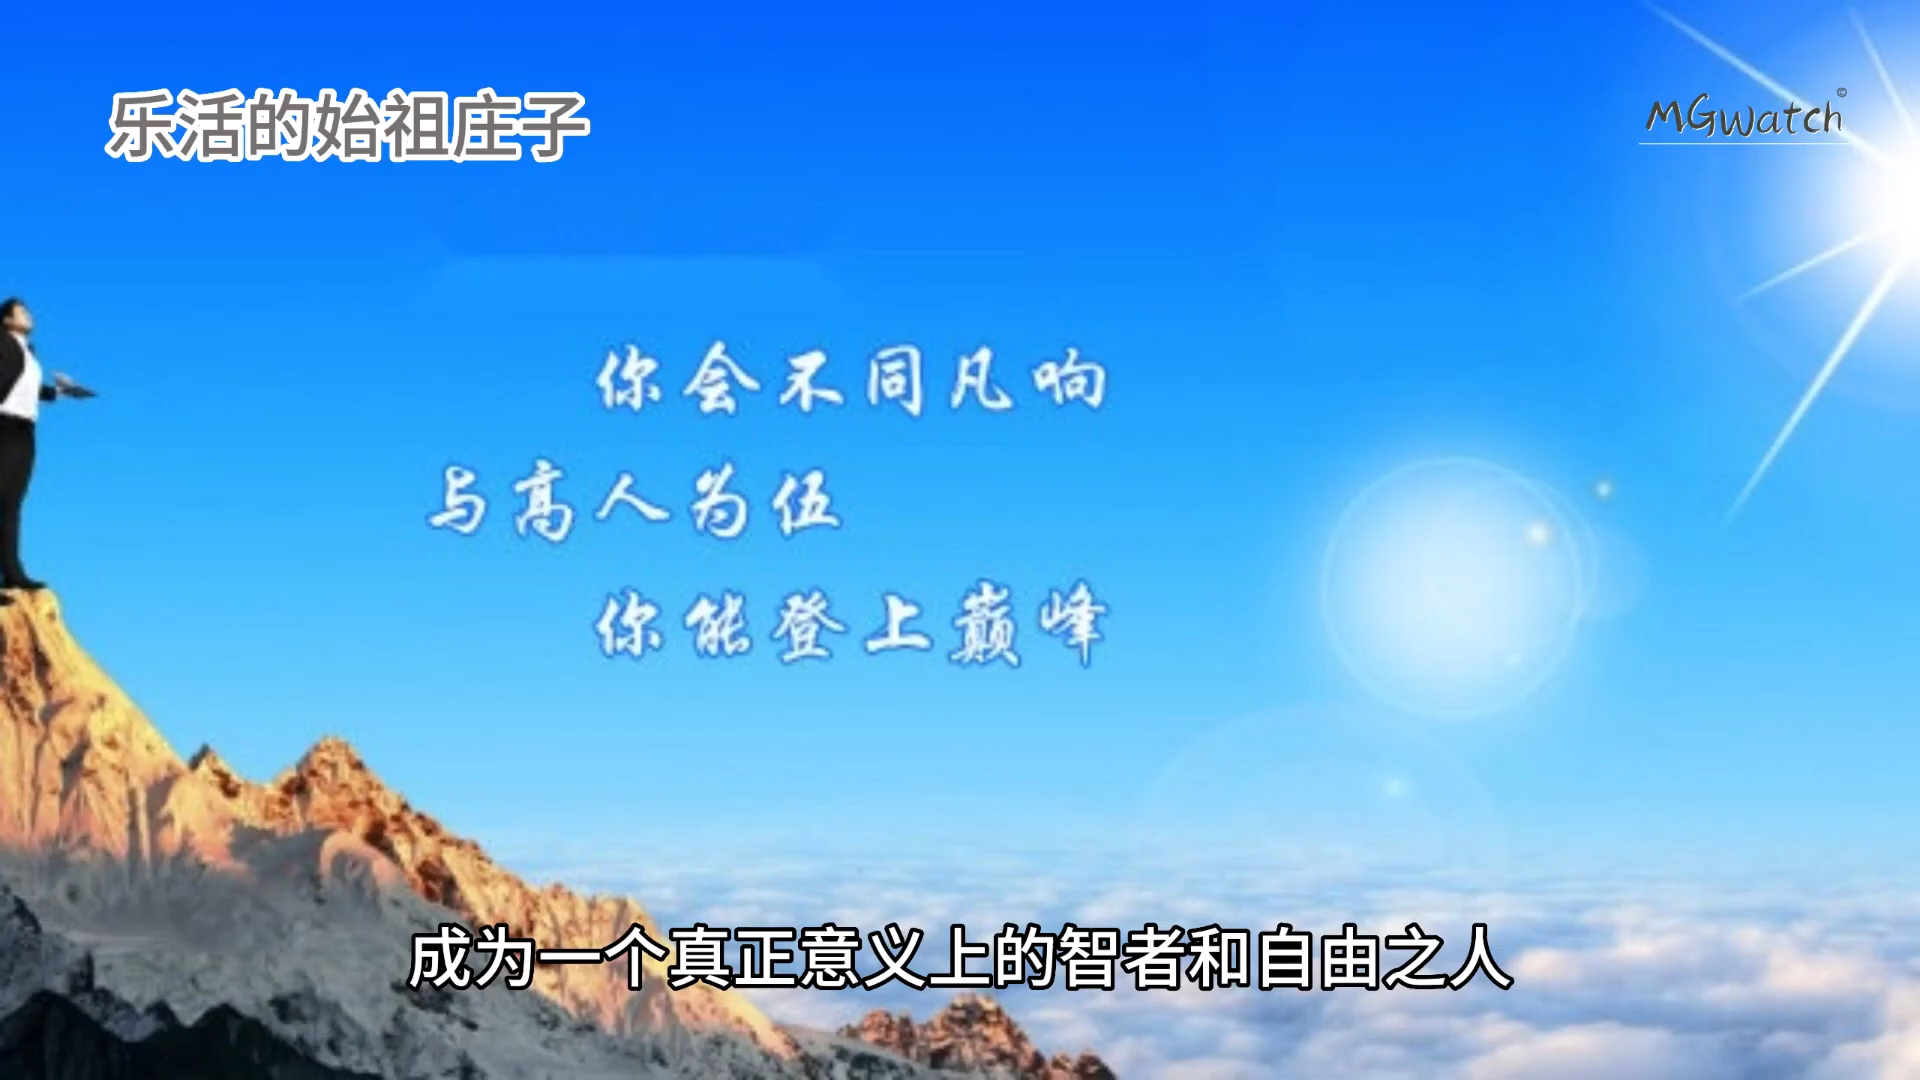 乐活的始祖庄子
MGwatch©
你会不同凡响
与高人为伍
你能登上巅峰
成为一个真正意义上的智者和自由之人